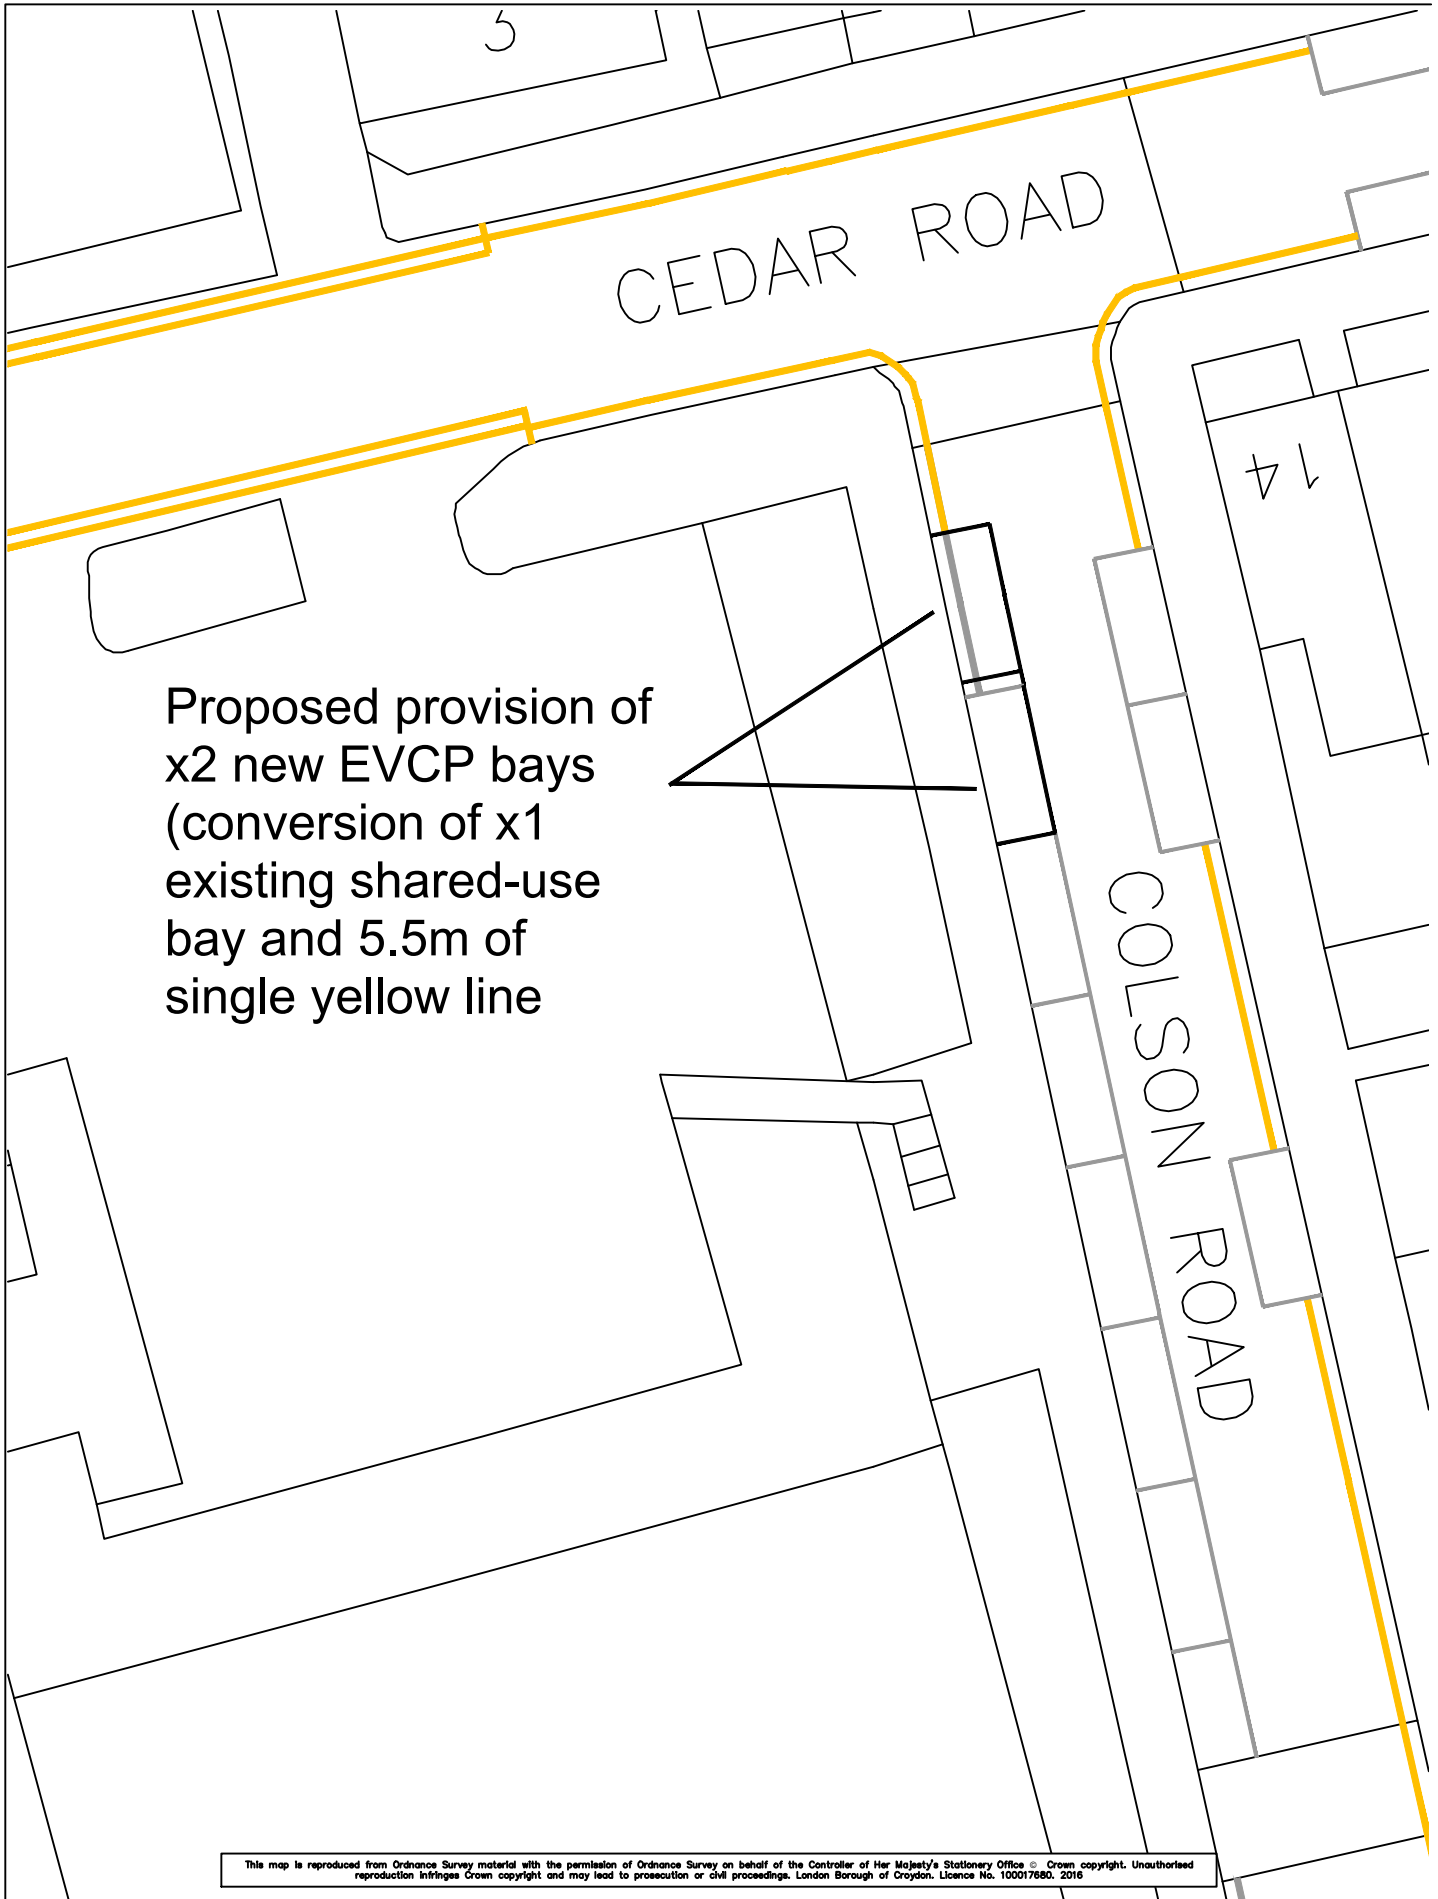 3
CEDAR ROAD
14
Proposed provision of
x2 new EVCP bays
(conversion of x1
existing shared-use
bay and 5.5m of
single yellow line
COLSON ROAD
This map is reproduced from Ordnance Survey material with the permission of Ordnance Survey on behalf of the Controller of Her Majesty's Stationery Office © Crown copyright. Unauthorised
reproduction infringes Crown copyright and may lead to prosecution or civil proceedings. London Borough of Croydon. Licence No. 100017680. 2016